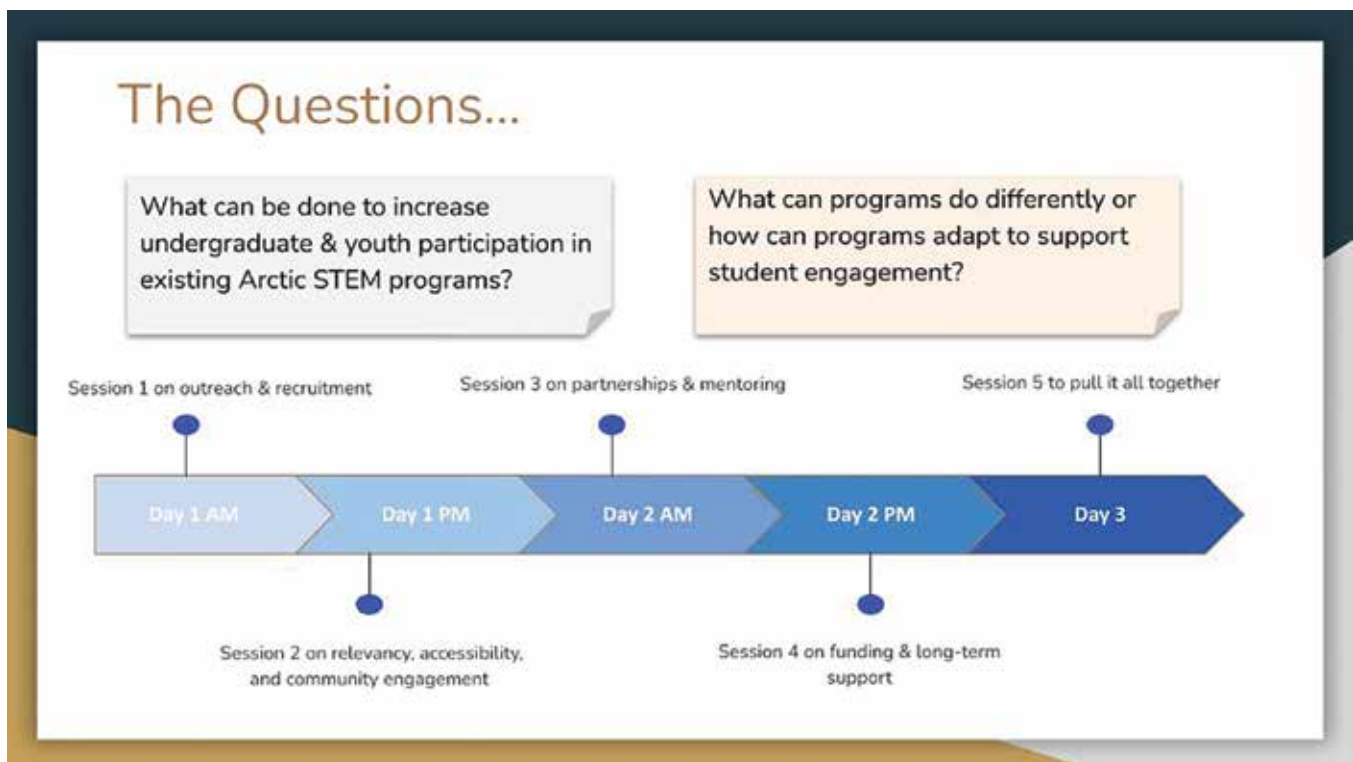 The Questions...
What can be done to increase
undergraduate & youth participation in
existing Arctic STEM programs?
What can programs do differently or
how can programs adapt to support
student engagement?
Session 1 on outreach & recruitment
Session 3 on partnerships & mentoring
Session 5 to pull it all together
Day 1 AM
Day 1 PM
Day 2 AM
Day 2 PM
Day 3
Session 2 on relevancy, accessibility,
and community engagement
Session 4 on funding & long-term
support